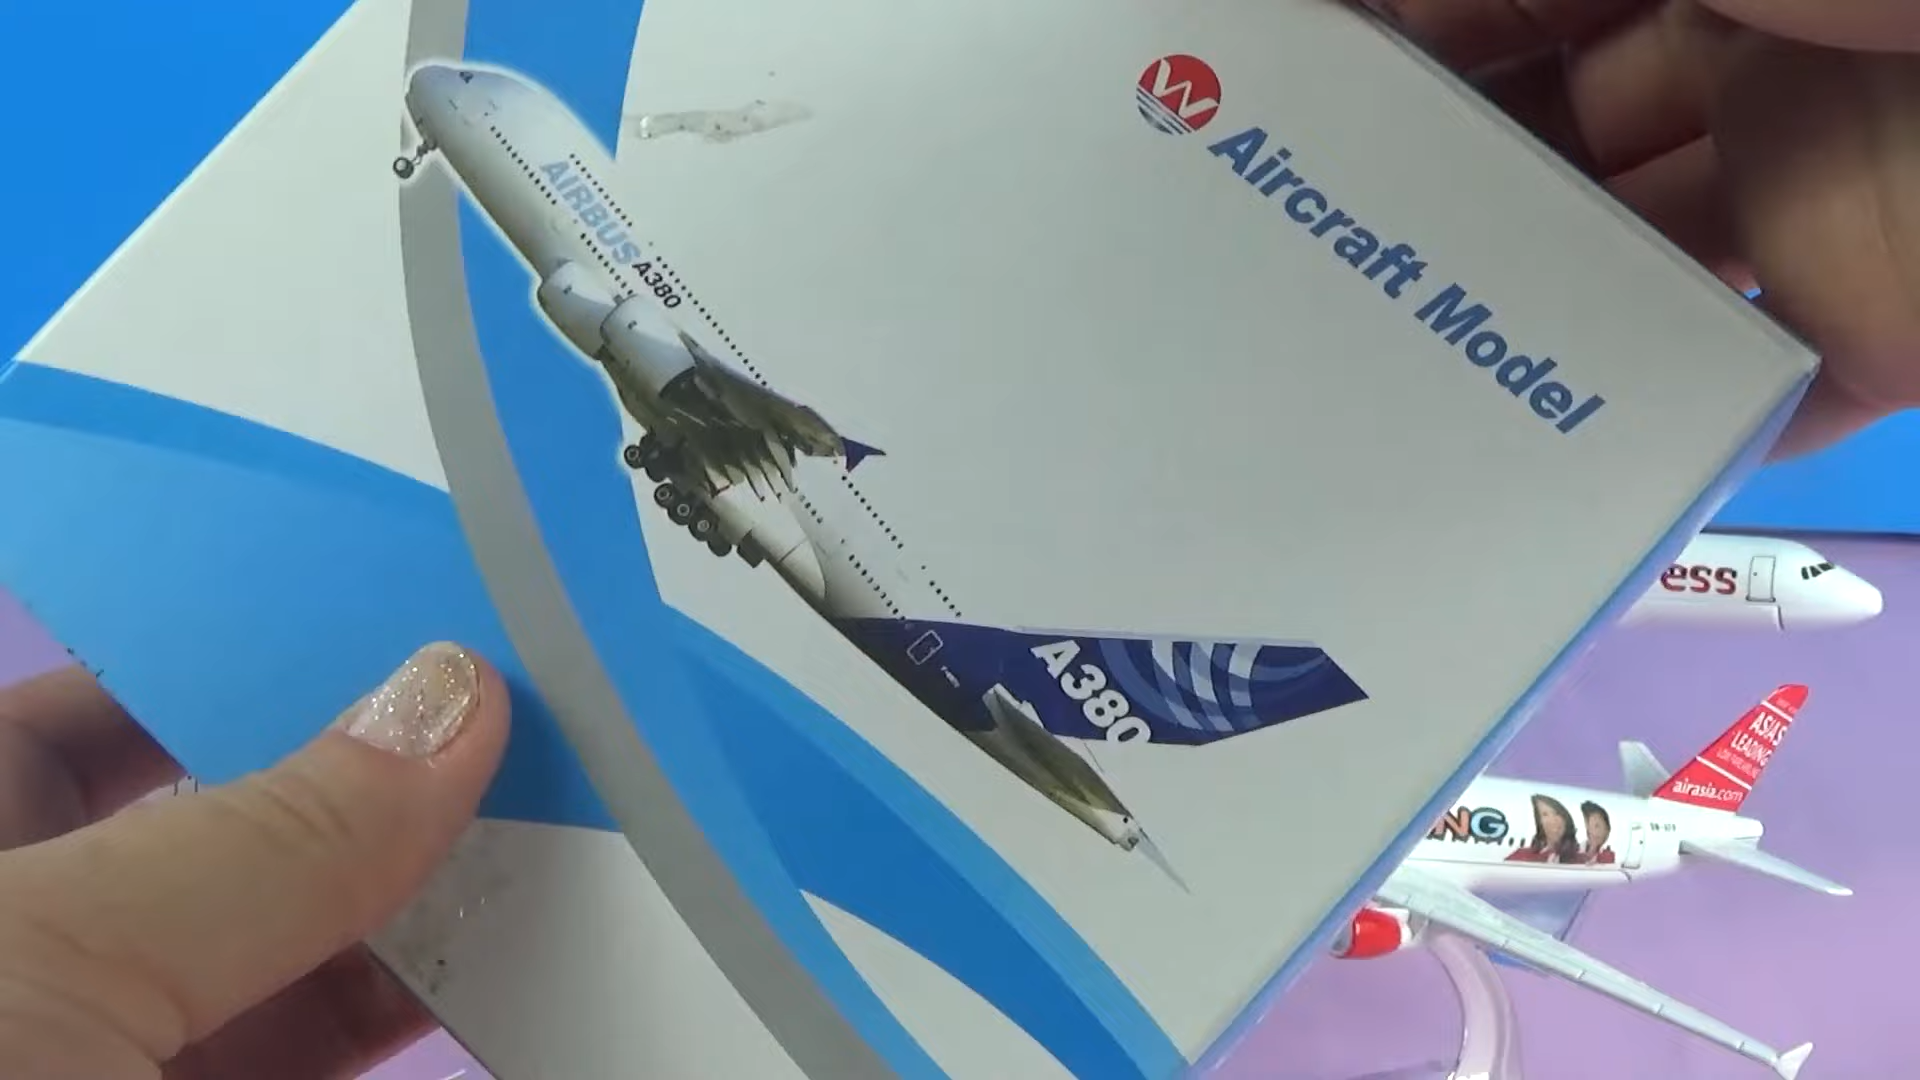 W
Aircraft Model
AIRBUS A380
A380
ess
ASIA'S
LEADING
airasia.com
NG